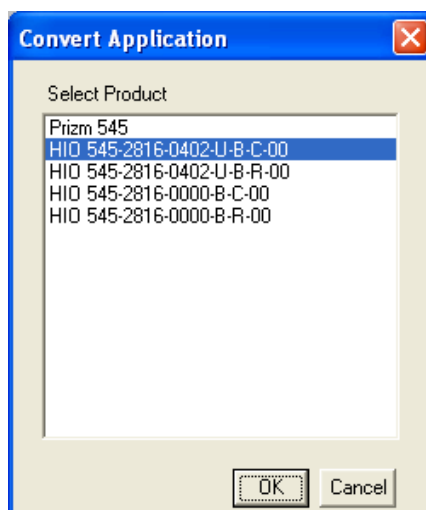 Convert Application
Select Product
Prizm 545
HIO 545-2816-0402-U-B-C-00
HIO 545-2816-0402-U-B-R-00
HIO 545-2816-0000-B-C-00
HIO 545-2816-0000-B-R-00
OK Cancel